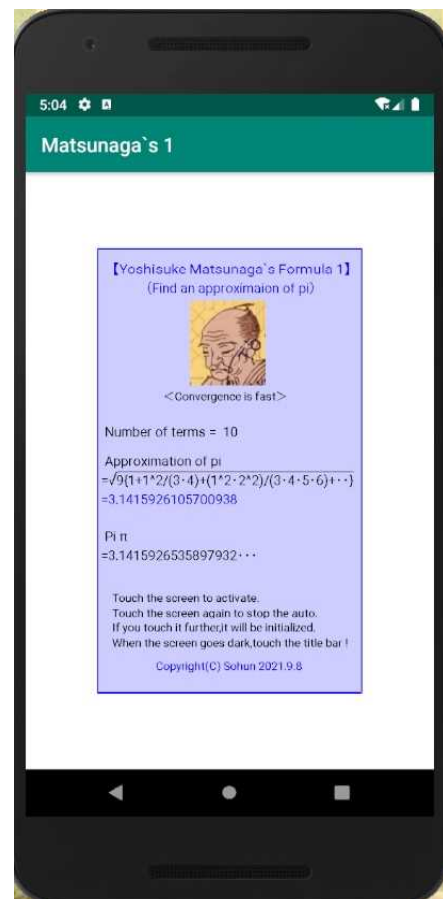 5:04
Matsunaga`s 1
【Yoshisuke Matsunaga`s Formula 1】
(Find an approximaion of pi)
＜Convergence is fast＞
Number of terms = 10
Approximation of pi
=√9{1+1^2/(3·4)+(1^2·2^2)/(3·4·5·6)+··}
=3.1415926105700938
Pi π
=3.1415926535897932···
Touch the screen to activate.
Touch the screen again to stop the auto.
If you touch it further,it will be initialized.
When the screen goes dark,touch the title bar !
Copyright(C) Sohun 2021.9.8